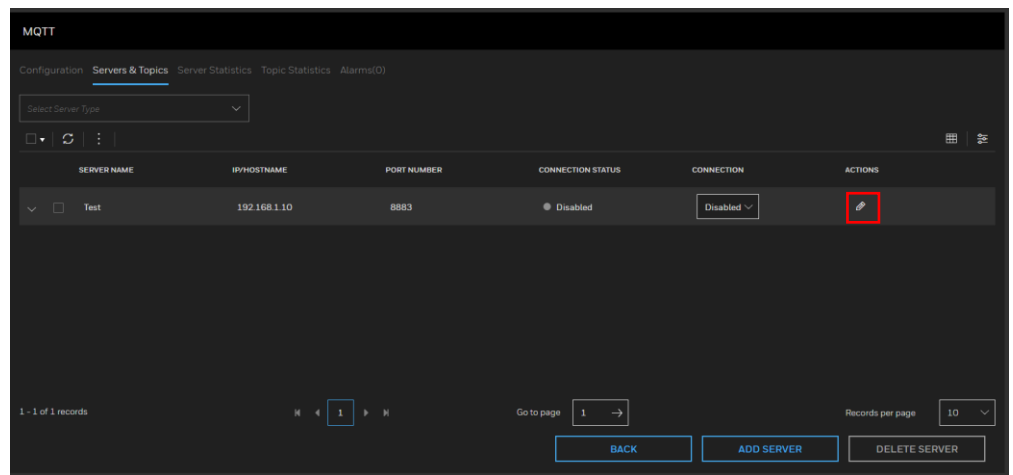 MQTT
Configuration Servers & Topics Server Statistics Topic Statistics Alarms(0)
Select Server Type
SERVER NAME IP/HOSTNAME PORT NUMBER CONNECTION STATUS CONNECTION ACTIONS
Test 192.168.1.10 8883 Disabled Disabled
1 - 1 of 1 records 1 Go to page 1 Records per page 10
BACK ADD SERVER DELETE SERVER